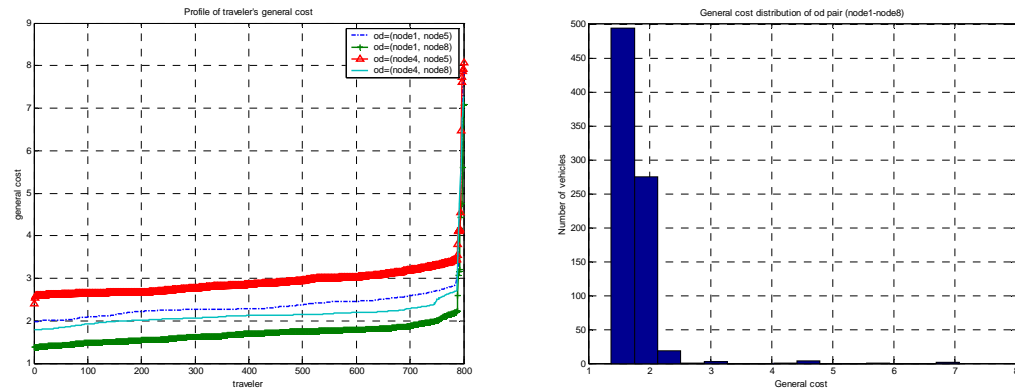 Profile of traveler's general cost
9
8
7
6
5
4
3
2
1
general cost
od=(node1, node5)
od=(node1, node8)
od=(node4, node5)
od=(node4, node8)
0 100 200 300 400 500 600 700 800
traveler
General cost distribution of od pair (node1-node8)
500
450
400
350
300
250
200
150
100
50
0
Number of vehicles
1 2 3 4 5 6 7 8
General cost